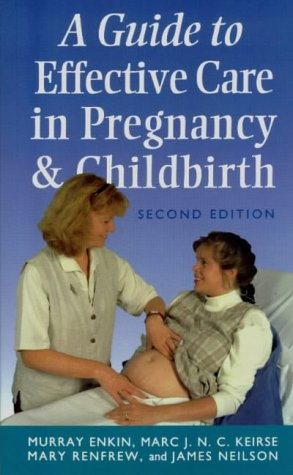 A Guide to
Effective Care
in Pregnancy
& Childbirth
SECOND EDITION
MURRAY ENKIN, MARC J. N. C. KEIRSE
MARY RENFREW, and JAMES NEILSON